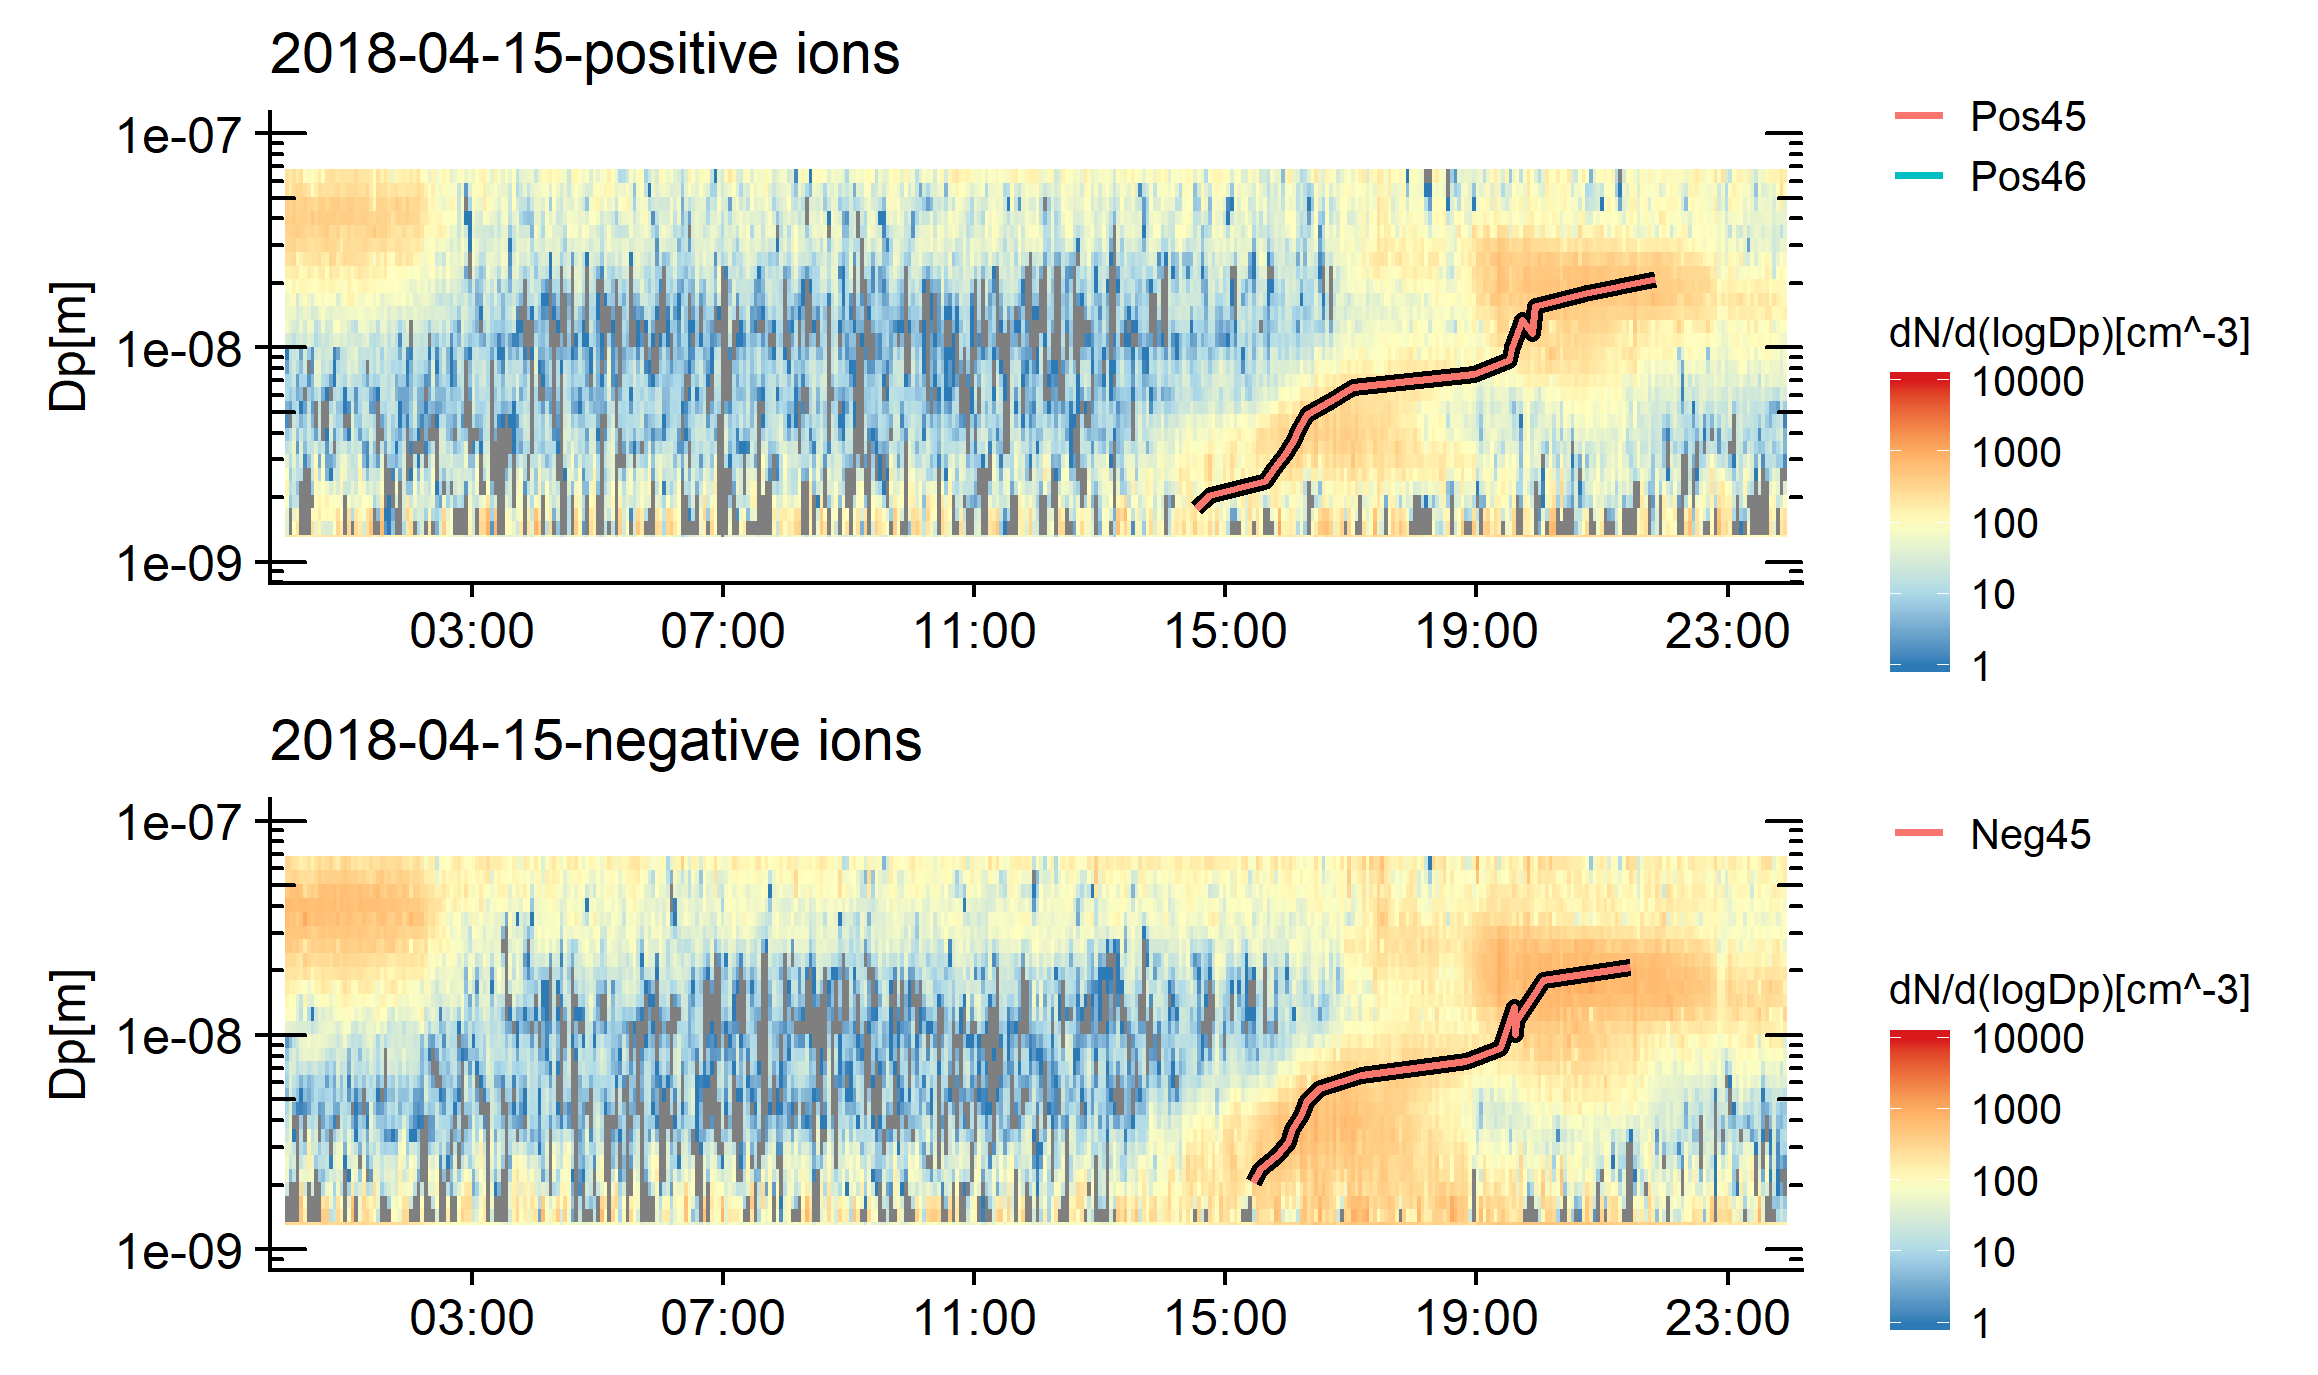 2018-04-15-positive ions
1e-07
1e-08
1e-09
Dp[m]
03:00 07:00 11:00 15:00 19:00 23:00
Pos45
Pos46
dN/d(logDp)[cm^-3]
10000
1000
100
10
1
2018-04-15-negative ions
1e-07
1e-08
1e-09
Dp[m]
03:00 07:00 11:00 15:00 19:00 23:00
Neg45
dN/d(logDp)[cm^-3]
10000
1000
100
10
1